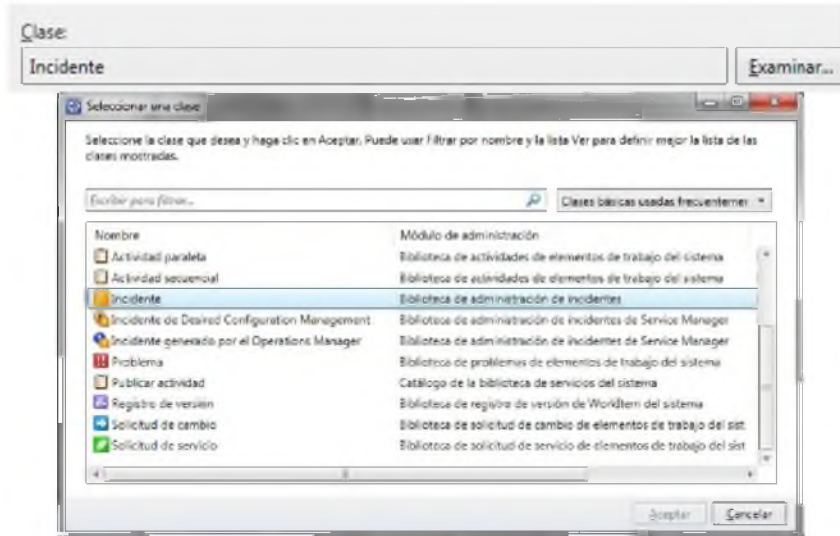 Clase:
Incidente
Examinar...
Seleccionar una clase
Seleccione la clase que desea y haga clic en Aceptar. Puede usar Filtrar por nombre y la lista Ver para definir mejor la lista de las
clases mostradas.
Escribir para filtrar...
Clases básicas usadas frecuentemer
Nombre Módulo de administración
Actividad paralela Biblioteca de actividades de elementos de trabajo del sistema
Actividad secuencial Biblioteca de actividades de elementos de trabajo del sistema
Incidente Biblioteca de administración de incidentes
Incidente de Desired Configuration Management Biblioteca de administración de incidentes de Service Manager
Incidente generado por el Operations Manager Biblioteca de administración de incidentes de Service Manager
Problema Biblioteca de problemas de elementos de trabajo del sistema
Publicar actividad Catálogo de la biblioteca de servicios del sistema
Registro de versión Biblioteca de registro de versión de WorkItem del sistema
Solicitud de cambio Biblioteca de solicitud de cambio de elementos de trabajo del sist
Solicitud de servicio Biblioteca de solicitud de servicio de elementos de trabajo del sist
Aceptar Cancelar